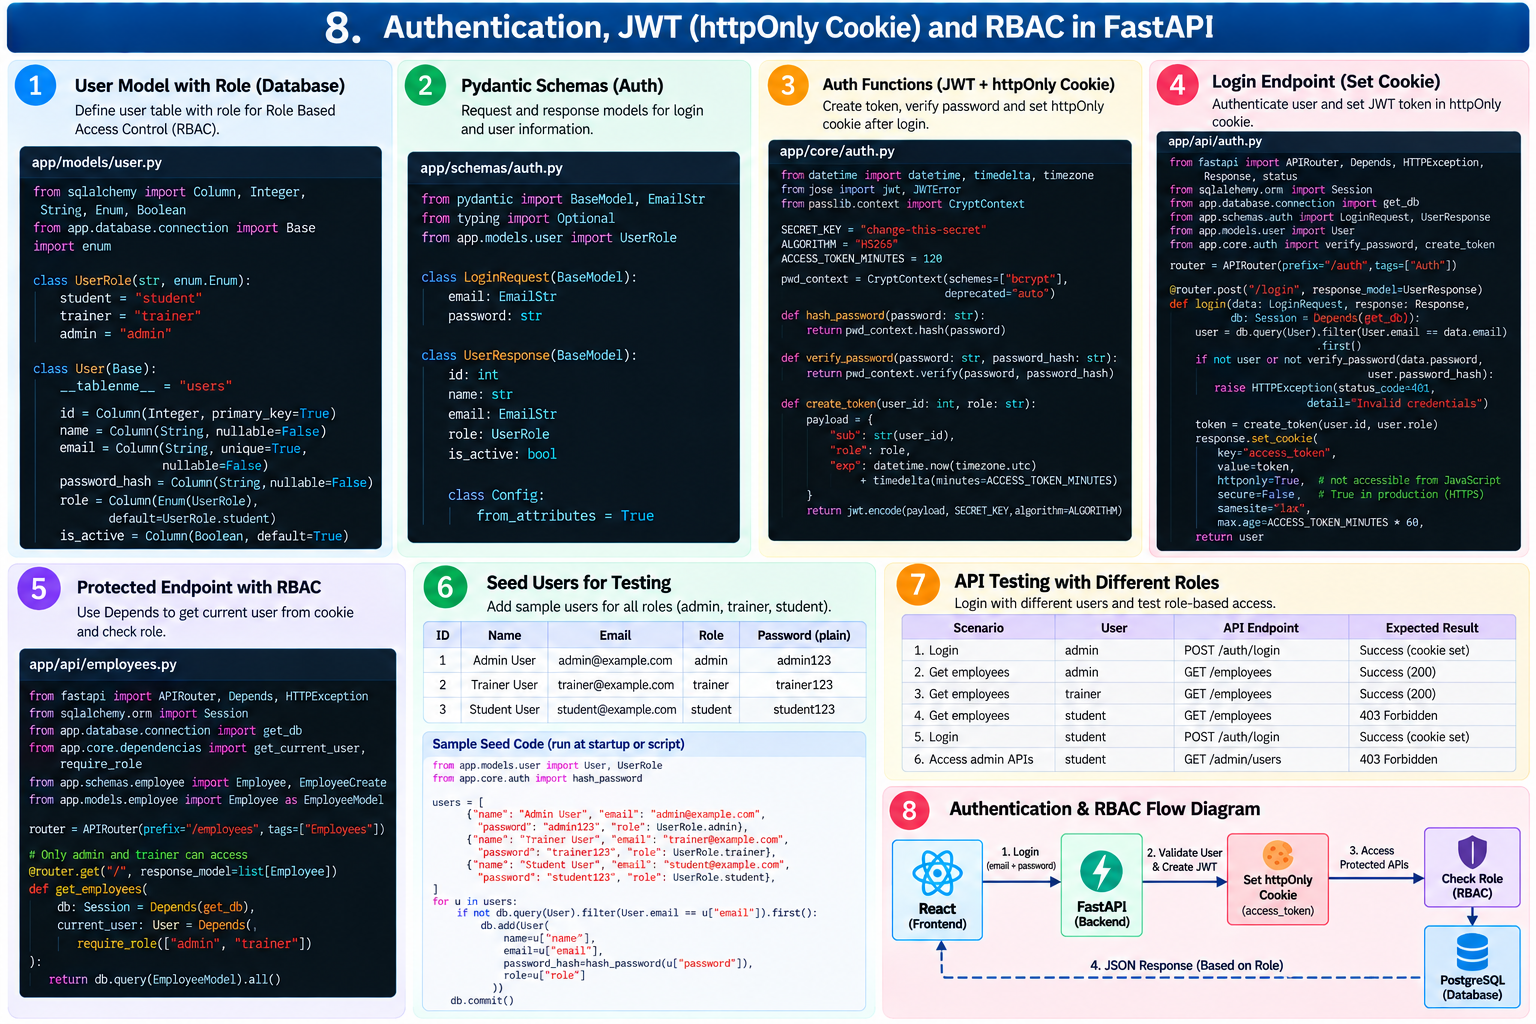 8. Authentication, JWT (httpOnly Cookie) and RBAC in FastAPI
1
User Model with Role (Database)
Define user table with role for Role Based
Access Control (RBAC).
app/models/user.py
from sqlalchemy import Column, Integer,
String, Enum, Boolean
from app.database.connection import Base
import enum
class UserRole(str, enum.Enum):
student = "student"
trainer = "trainer"
admin = "admin"
class User(Base):
__tablenme__ = "users"
id = Column(Integer, primary_key=True)
name = Column(String, nullable=False)
email = Column(String, unique=True,
nullable=False)
password_hash = Column(String, nullable=False)
role = Column(Enum(UserRole),
default=UserRole.student)
is_active = Column(Boolean, default=True)
2
Pydantic Schemas (Auth)
Request and response models for login
and user information.
app/schemas/auth.py
from pydantic import BaseModel, EmailStr
from typing import Optional
from app.models.user import UserRole
class LoginRequest(BaseModel):
email: EmailStr
password: str
class UserResponse(BaseModel):
id: int
name: str
email: EmailStr
role: UserRole
is_active: bool
class Config:
from_attributes = True
3
Auth Functions (JWT + httpOnly Cookie)
Create token, verify password and set httpOnly
cookie after login.
app/core/auth.py
from datetime import datetime, timedelta, timezone
from jose import jwt, JWTError
from passlib.context import CryptContext
SECRET_KEY = "change-this-secret"
ALGORITHM = "HS265"
ACCESS_TOKEN_MINUTES = 120
pwd_context = CryptContext(schemes=["bcrypt"],
deprecated="auto")
def hash_password(password: str):
return pwd_context.hash(password)
def verify_password(password: str, password_hash: str):
return pwd_context.verify(password, password_hash)
def create_token(user_id: int, role: str):
payload = {
"sub": str(user_id),
"role": role,
"exp": datetime.now(timezone.utc)
+ timedelta(minutes=ACCESS_TOKEN_MINUTES)
}
return jwt.encode(payload, SECRET_KEY, algorithm=ALGORITHM)
4
Login Endpoint (Set Cookie)
Authenticate user and set JWT token in httpOnly
cookie.
app/api/auth.py
from fastapi import APIRouter, Depends, HTTPException,
Response, status
from sqlalchemy.orm import Session
from app.database.connection import get_db
from app.schemas.auth import LoginRequest, UserResponse
from app.models.user import User
from app.core.auth import verify_password, create_token
router = APIRouter(prefix="/auth",tags=["Auth"])
@router.post("/login", response_model=UserResponse)
def login(data: LoginRequest, response: Response,
db: Session = Depends(get_db)):
user = db.query(User).filter(User.email == data.email)
.first()
if not user or not verify_password(data.password,
user.password_hash):
raise HTTPException(status_code=401,
detail="Invalid credentials")
token = create_token(user.id, user.role)
response.set_cookie(
key="access_token",
value=token,
httponly=True, # not accessible from JavaScript
secure=False, # True in production (HTTPS)
samesite="lax",
max.age=ACCESS_TOKEN_MINUTES * 60,
return user
5
Protected Endpoint with RBAC
Use Depends to get current user from cookie
and check role.
app/api/employees.py
from fastapi import APIRouter, Depends, HTTPException
from sqlalchemy.orm import Session
from app.database.connection import get_db
from app.core.dependencias import get_current_user,
require_role
from app.schemas.employee import Employee, EmployeeCreate
from app.models.employee import Employee as EmployeeModel
router = APIRouter(prefix="/employees", tags=["Employees"])
# Only admin and trainer can access
@router.get("/", response_model=list[Employee])
def get_employees(
db: Session = Depends(get_db),
current_user: User = Depends(,
require_role(["admin", "trainer"])
):
return db.query(EmployeeModel).all()
6
Seed Users for Testing
Add sample users for all roles (admin, trainer, student).
ID Name Email Role Password (plain)
1 Admin User admin@example.com admin admin123
2 Trainer User trainer@example.com trainer trainer123
3 Student User student@example.com student student123
Sample Seed Code (run at startup or script)
from app.models.user import User, UserRole
from app.core.auth import hash_password
users = [
{"name": "Admin User", "email": "admin@example.com",
"password": "admin123", "role": UserRole.admin},
{"name": "Trainer User", "email": "trainer@example.com",
"password": "trainer123", "role": UserRole.trainer},
{"name": "Student User", "email": "student@example.com",
"password": "student123", "role": UserRole.student},
]
for u in users:
if not db.query(User).filter(User.email == u["email"]).first():
db.add(User(
name=u["name"],
email=u["email"],
password_hash=hash_password(u["password"]),
role=u["role"]
))
db.commit()
7
API Testing with Different Roles
Login with different users and test role-based access.
Scenario User API Endpoint Expected Result
1. Login admin POST /auth/login Success (cookie set)
2. Get employees admin GET /employees Success (200)
3. Get employees trainer GET /employees Success (200)
4. Get employees student GET /employees 403 Forbidden
5. Login student POST /auth/login Success (cookie set)
6. Access admin APIs student GET /admin/users 403 Forbidden
8
Authentication & RBAC Flow Diagram
React
(Frontend)
1. Login
(email + password)
FastAPI
(Backend)
2. Validate User
& Create JWT
Set httpOnly
Cookie
(access_token)
3. Access
Protected APIs
Check Role
(RBAC)
PostgreSQL
(Database)
4. JSON Response (Based on Role)